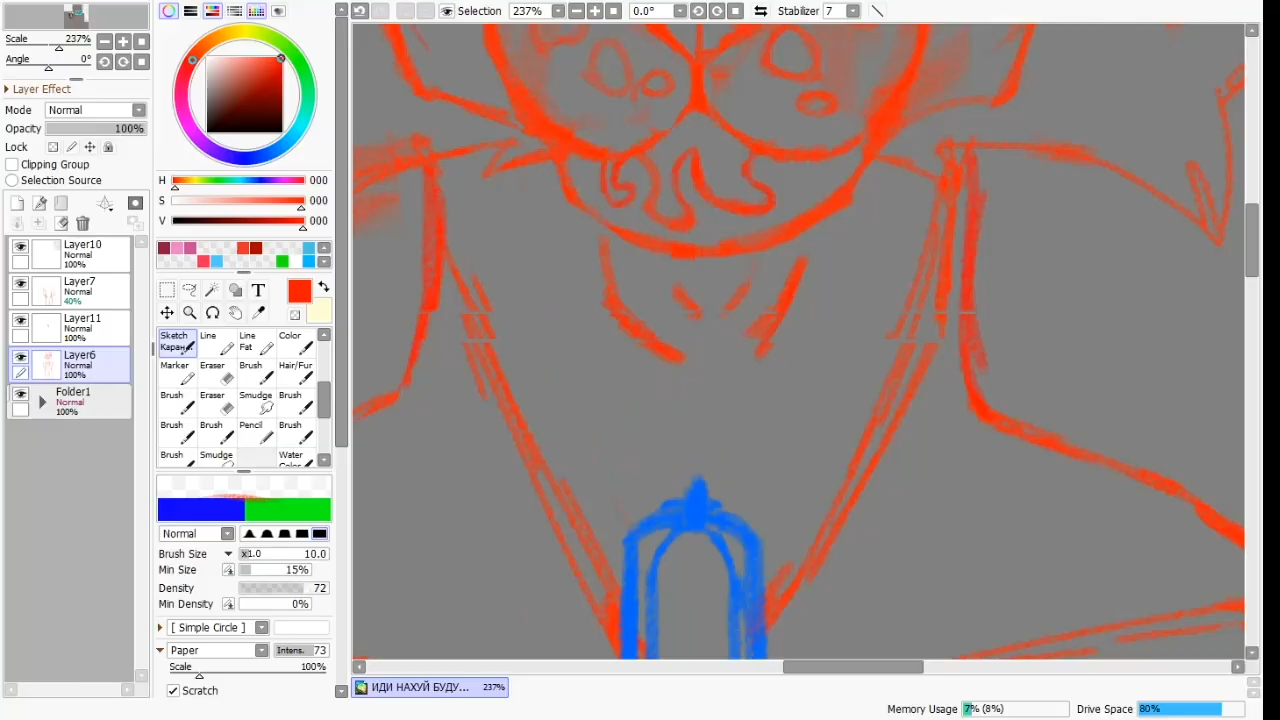 Selection 237% 0.0° Stabilizer 7
Scale 237%
Angle 0°
Layer Effect
Mode Normal
Opacity 100%
Lock
Clipping Group
Selection Source
Layer10
Normal
100%
Layer7
Normal
40%
Layer11
Normal
100%
Layer6
Normal
100%
Folder1
Normal
100%
H 000
S 000
V 000
T
Sketch Line Line Color
Fat
Marker Eraser Brush Hair/Fur
Brush Eraser Smudge Brush
Brush Brush Pencil Brush
Brush Smudge Water
Normal
Brush Size x1.0 10.0
Min Size 15%
Density 72
Min Density 0%
[ Simple Circle ]
Paper Intens. 73
Scale 100%
Scratch
ИДИ НАХУЙ БУДУ... 237%
Memory Usage 7% (8%) Drive Space 80%